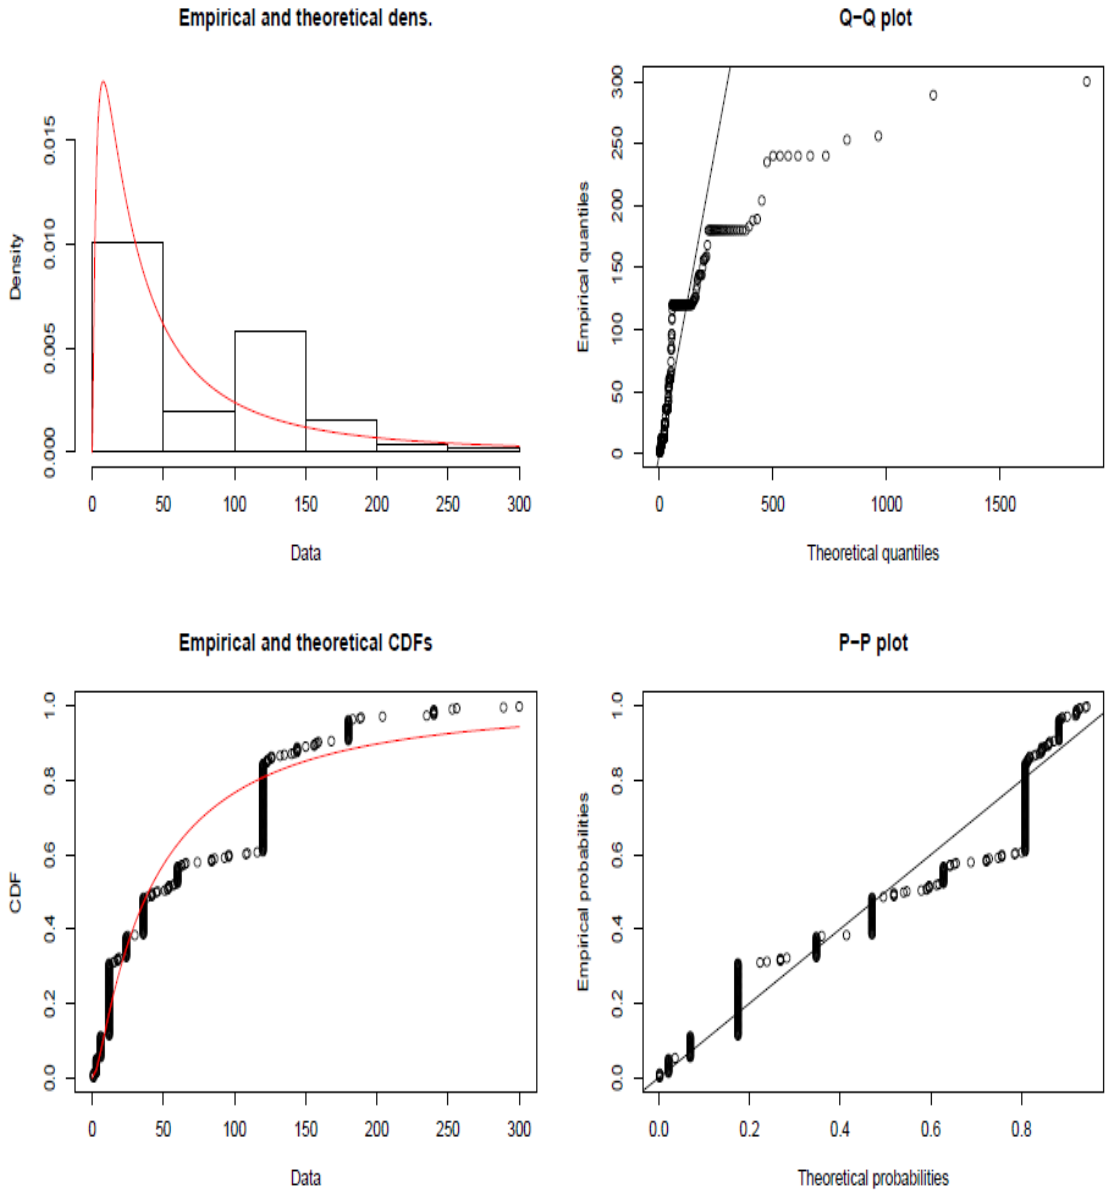 Empirical and theoretical dens.
Density
0.000
0.005
0.010
0.015
0 50 100 150 200 250 300
Data
Q−Q plot
Empirical quantiles
0
50
100
150
200
250
300
0 500 1000 1500
Theoretical quantiles
Empirical and theoretical CDFs
CDF
0.0
0.2
0.4
0.6
0.8
1.0
0 50 100 150 200 250 300
Data
P−P plot
Empirical probabilities
0.0
0.2
0.4
0.6
0.8
1.0
0.0 0.2 0.4 0.6 0.8
Theoretical probabilities